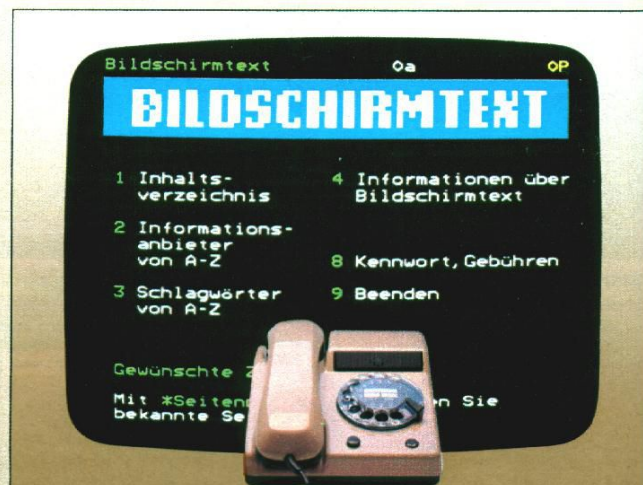 Bildschirmtext 0a 0P
BILDSCHIRMTEXT
1 Inhalts-
verzeichnis
2 Informations-
anbieter
von A-Z
3 Schlagwörter
von A-Z
4 Informationen über
Bildschirmtext
8 Kennwort, Gebühren
9 Beenden
Gewünschte
Mit *Seiten Sie
bekannte